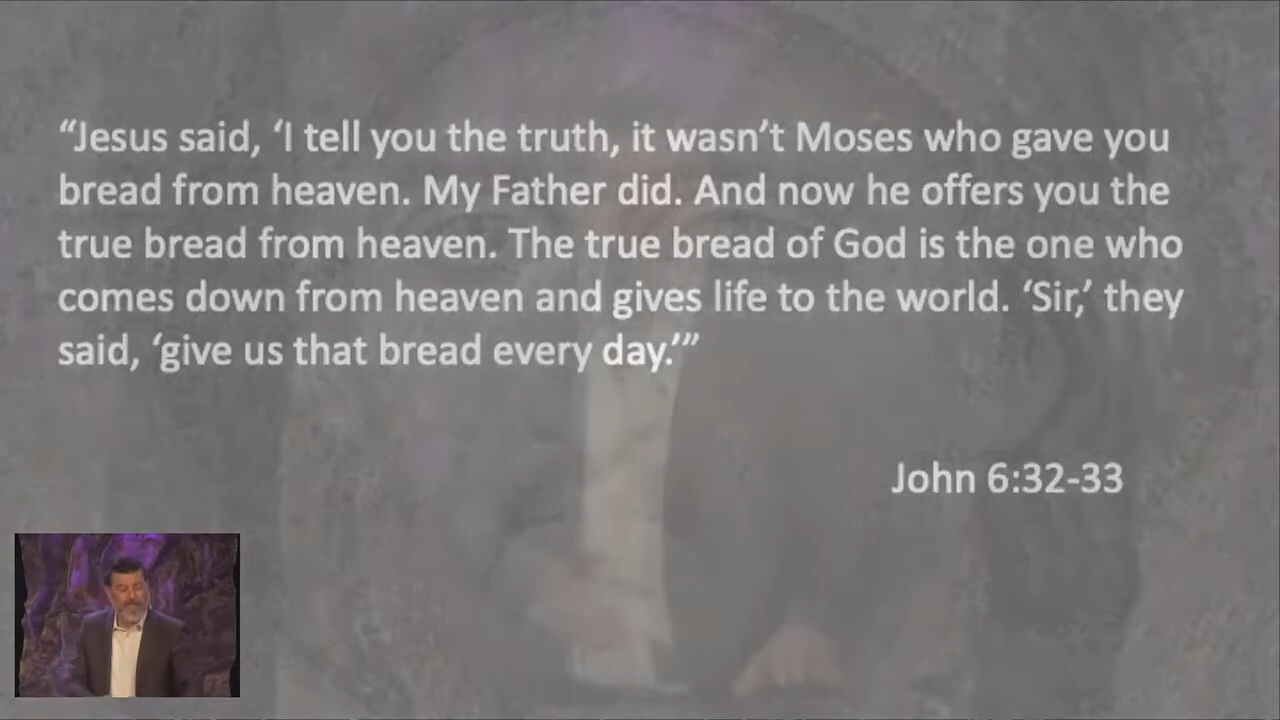 “Jesus said, ‘I tell you the truth, it wasn’t Moses who gave you
bread from heaven. My Father did. And now he offers you the
true bread from heaven. The true bread of God is the one who
comes down from heaven and gives life to the world. ‘Sir,’ they
said, ‘give us that bread every day.’”
John 6:32-33